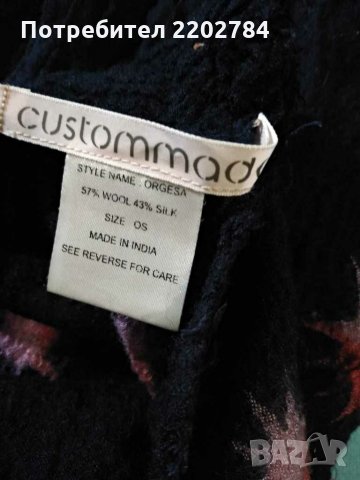 Потребител 2202784
custommade
STYLE NAME : ORGESA
57% WOOL 43% SILK
SIZE: OS
MADE IN INDIA
SEE REVERSE FOR CARE
BAZAR